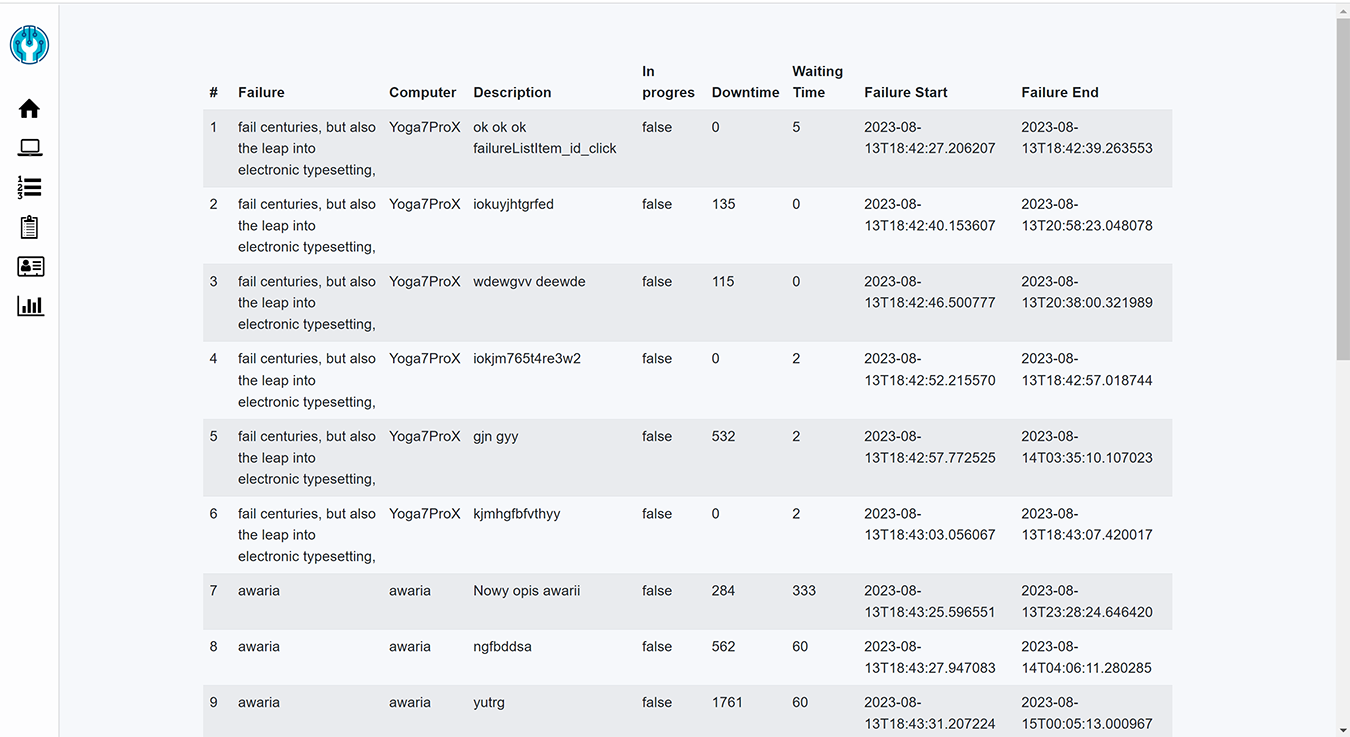 In Waiting
# Failure Computer Description progres Downtime Time Failure Start Failure End
1 fail centuries, but also Yoga7ProX ok ok ok false 0 5 2023-08- 2023-08-
the leap into failureListItem_id_click 13T18:42:27.206207 13T18:42:39.263553
electronic typesetting,
2 fail centuries, but also Yoga7ProX iokuyjhtgrfed false 135 0 2023-08- 2023-08-
the leap into 13T18:42:40.153607 13T20:58:23.048078
electronic typesetting,
3 fail centuries, but also Yoga7ProX wdewgvv deewde false 115 0 2023-08- 2023-08-
the leap into 13T18:42:46.500777 13T20:38:00.321989
electronic typesetting,
4 fail centuries, but also Yoga7ProX iokjm765t4re3w2 false 0 2 2023-08- 2023-08-
the leap into 13T18:42:52.215570 13T18:42:57.018744
electronic typesetting,
5 fail centuries, but also Yoga7ProX gjn gyy false 532 2 2023-08- 2023-08-
the leap into 13T18:42:57.772525 14T03:35:10.107023
electronic typesetting,
6 fail centuries, but also Yoga7ProX kjmhgfbfvthyy false 0 2 2023-08- 2023-08-
the leap into 13T18:43:03.056067 13T18:43:07.420017
electronic typesetting,
7 awaria awaria Nowy opis awarii false 284 333 2023-08- 2023-08-
13T18:43:25.596551 13T23:28:24.646420
8 awaria awaria ngfbddsa false 562 60 2023-08- 2023-08-
13T18:43:27.947083 14T04:06:11.280285
9 awaria awaria yutrg false 1761 60 2023-08- 2023-08-
13T18:43:31.207224 15T00:05:13.000967